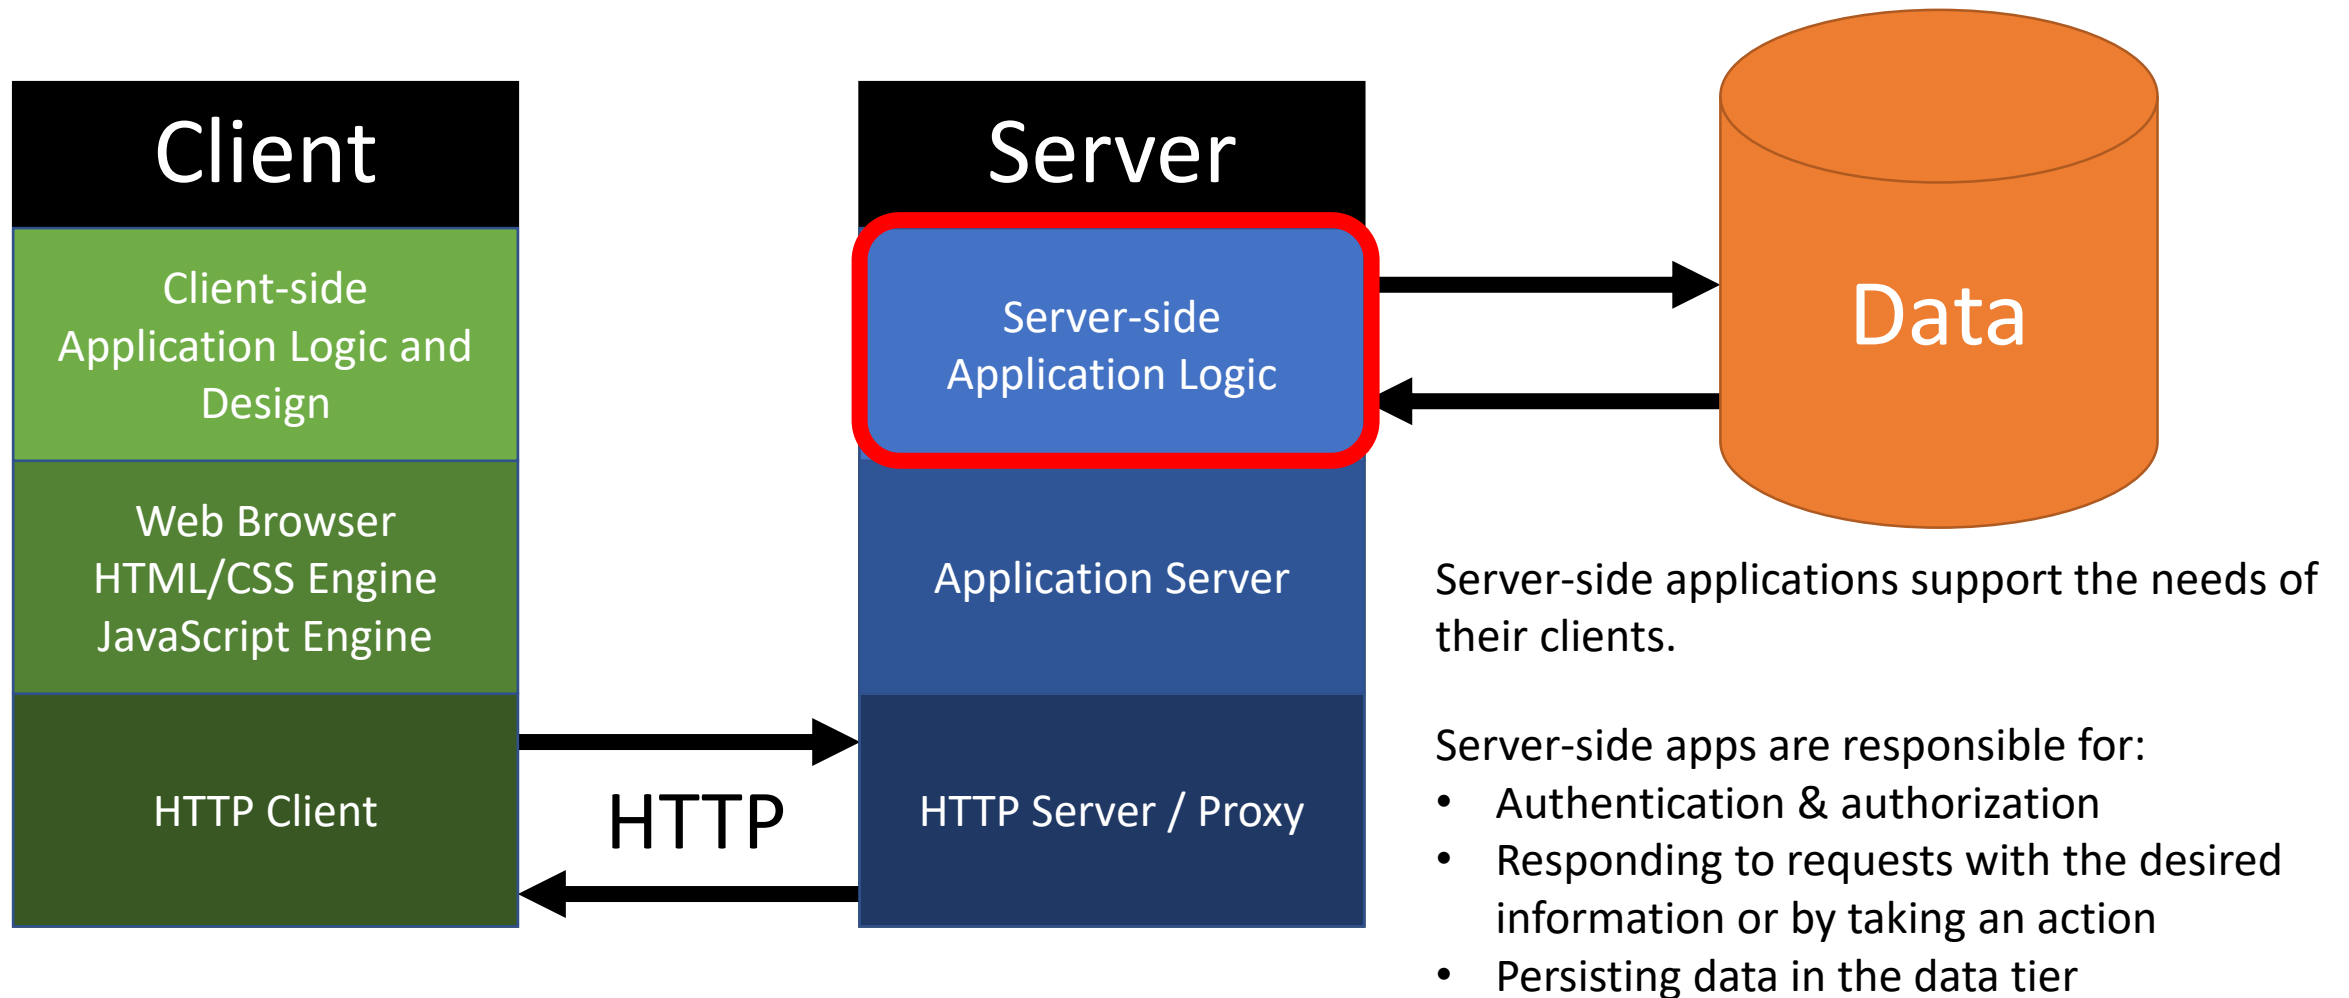 Client
Client-side
Application Logic and
Design
Web Browser
HTML/CSS Engine
JavaScript Engine
HTTP Client
HTTP
Server
Server-side
Application Logic
Application Server
HTTP Server / Proxy
Data
Server-side applications support the needs of
their clients.
Server-side apps are responsible for:
• Authentication & authorization
• Responding to requests with the desired
information or by taking an action
• Persisting data in the data tier